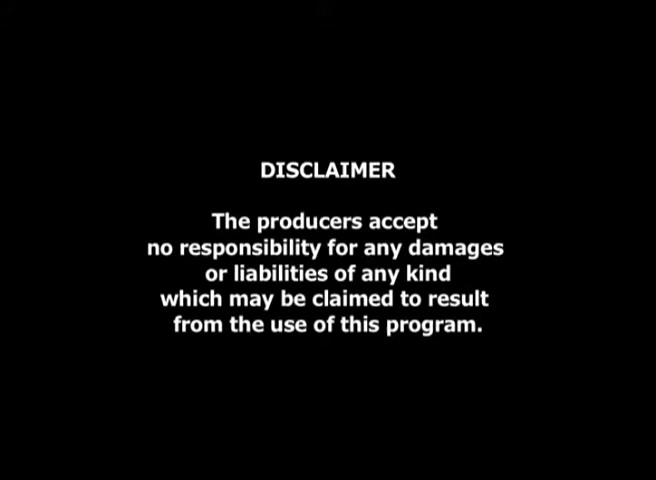 DISCLAIMER
The producers accept
no responsibility for any damages
or liabilities of any kind
which may be claimed to result
from the use of this program.